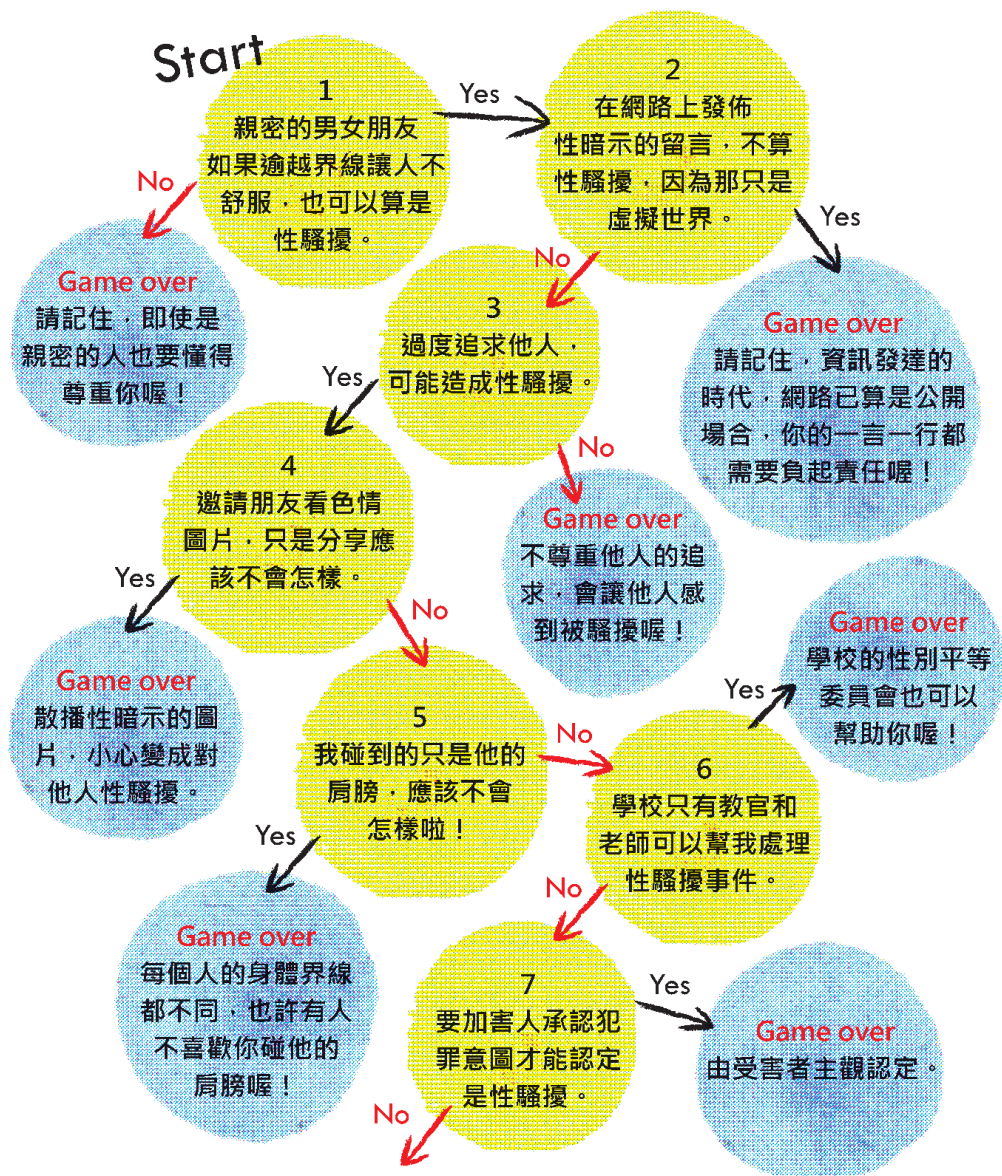 Start
1
親密的男女朋友
如果逾越界線讓人不
舒服，也可以算是
性騷擾。
Yes
2
在網路上發佈
性暗示的留言，不算
性騷擾，因為那只是
虛擬世界。
No
Game over
請記住，即使是
親密的人也要懂得
尊重你喔！
Yes
Game over
請記住，資訊發達的
時代，網路已算是公開
場合，你的一言一行都
需要負起責任喔！
No
3
過度追求他人，
可能造成性騷擾。
Yes
No
Game over
不尊重他人的追
求，會讓他人感
到被騷擾喔！
4
邀請朋友看色情
圖片，只是分享應
該不會怎樣。
Yes
Game over
散播性暗示的圖
片，小心變成對
他人性騷擾。
No
5
我碰到的只是他的
肩膀，應該不會
怎樣啦！
Yes
Game over
每個人的身體界線
都不同，也許有人
不喜歡你碰他的
肩膀喔！
No
6
學校只有教官和
老師可以幫我處理
性騷擾事件。
Yes
Game over
學校的性別平等
委員會也可以
幫助你喔！
No
7
要加害人承認犯
罪意圖才能認定
是性騷擾。
Yes
Game over
由受害者主觀認定。
No